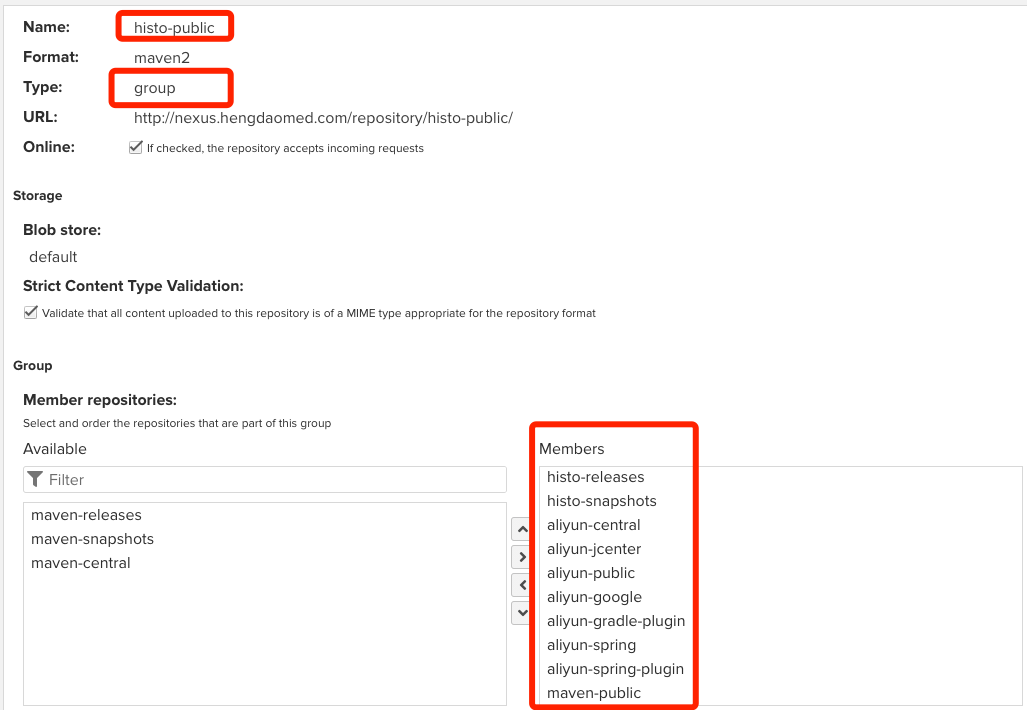 Name: histo-public
Format: maven2
Type: group
URL: http://nexus.hengdaomed.com/repository/histo-public/
Online: If checked, the repository accepts incoming requests
Storage
Blob store:
default
Strict Content Type Validation:
Validate that all content uploaded to this repository is of a MIME type appropriate for the repository format
Group
Member repositories:
Select and order the repositories that are part of this group
Available
Filter
maven-releases
maven-snapshots
maven-central
Members
histo-releases
histo-snapshots
aliyun-central
aliyun-jcenter
aliyun-public
aliyun-google
aliyun-gradle-plugin
aliyun-spring
aliyun-spring-plugin
maven-public